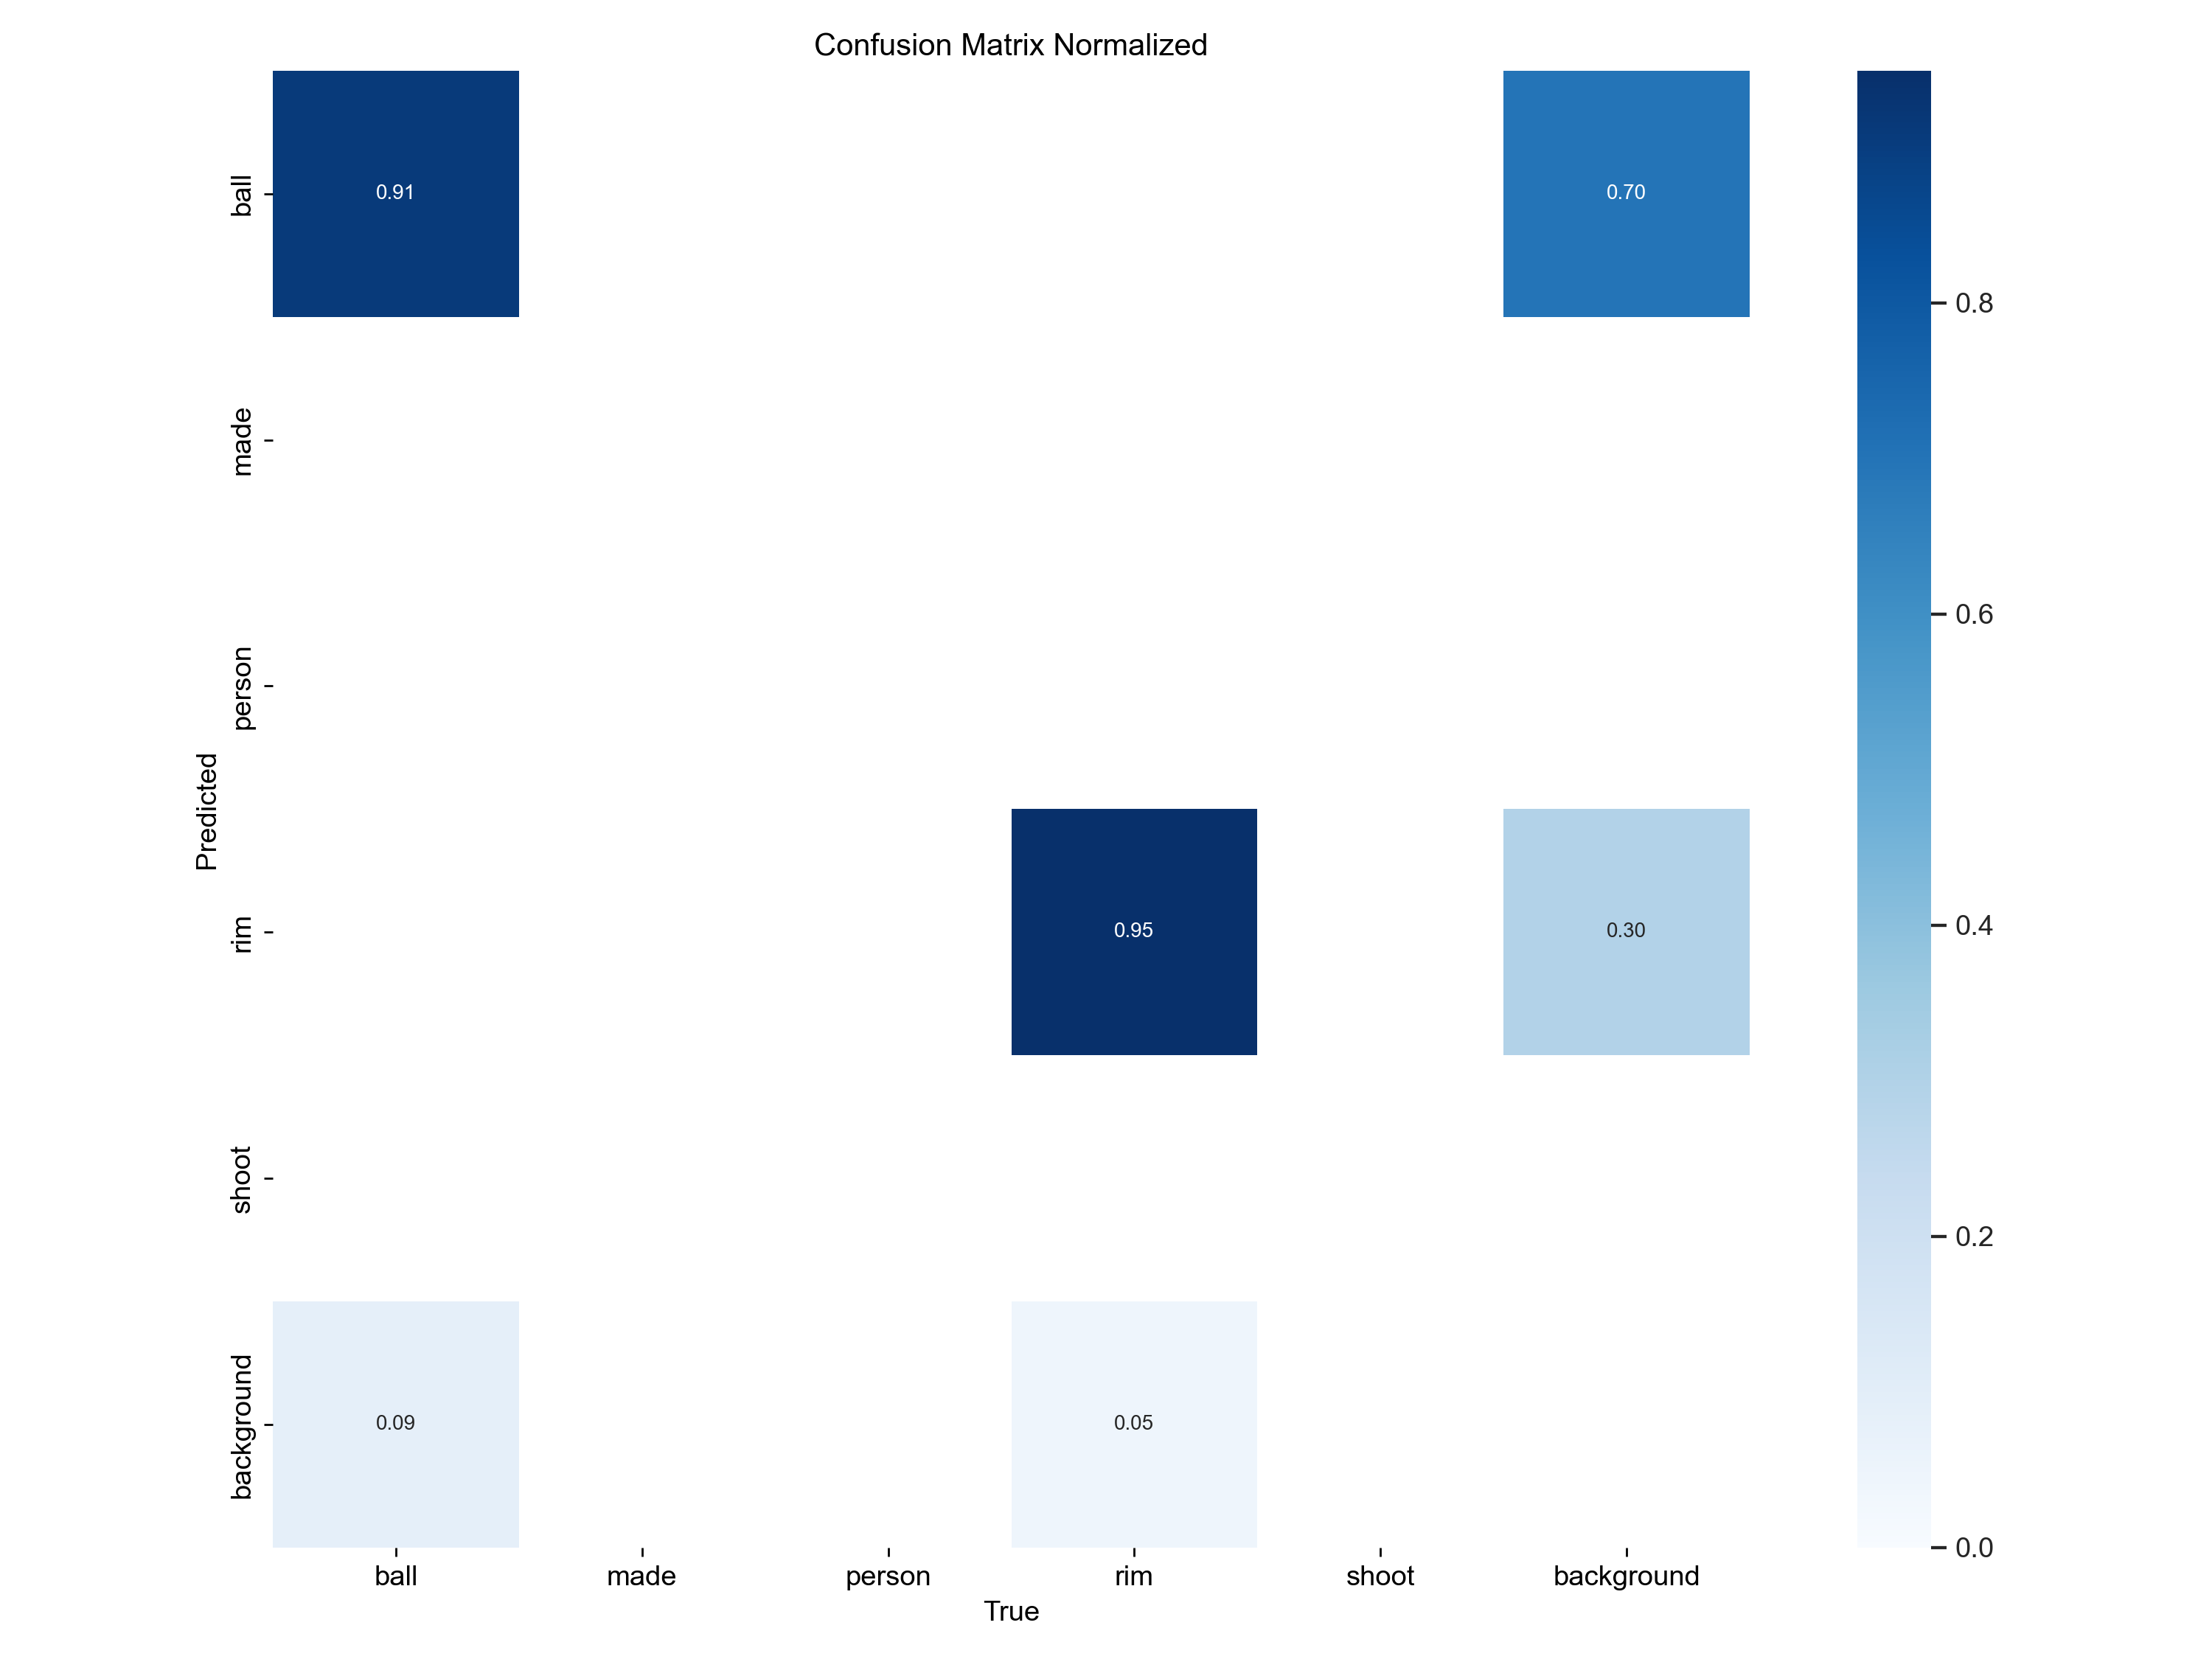 Confusion Matrix Normalized
ball
made
person
rim
shoot
background
Predicted
0.91
0.70
0.95
0.30
0.09
0.05
ball
made
person
rim
shoot
background
True
0.8
0.6
0.4
0.2
0.0